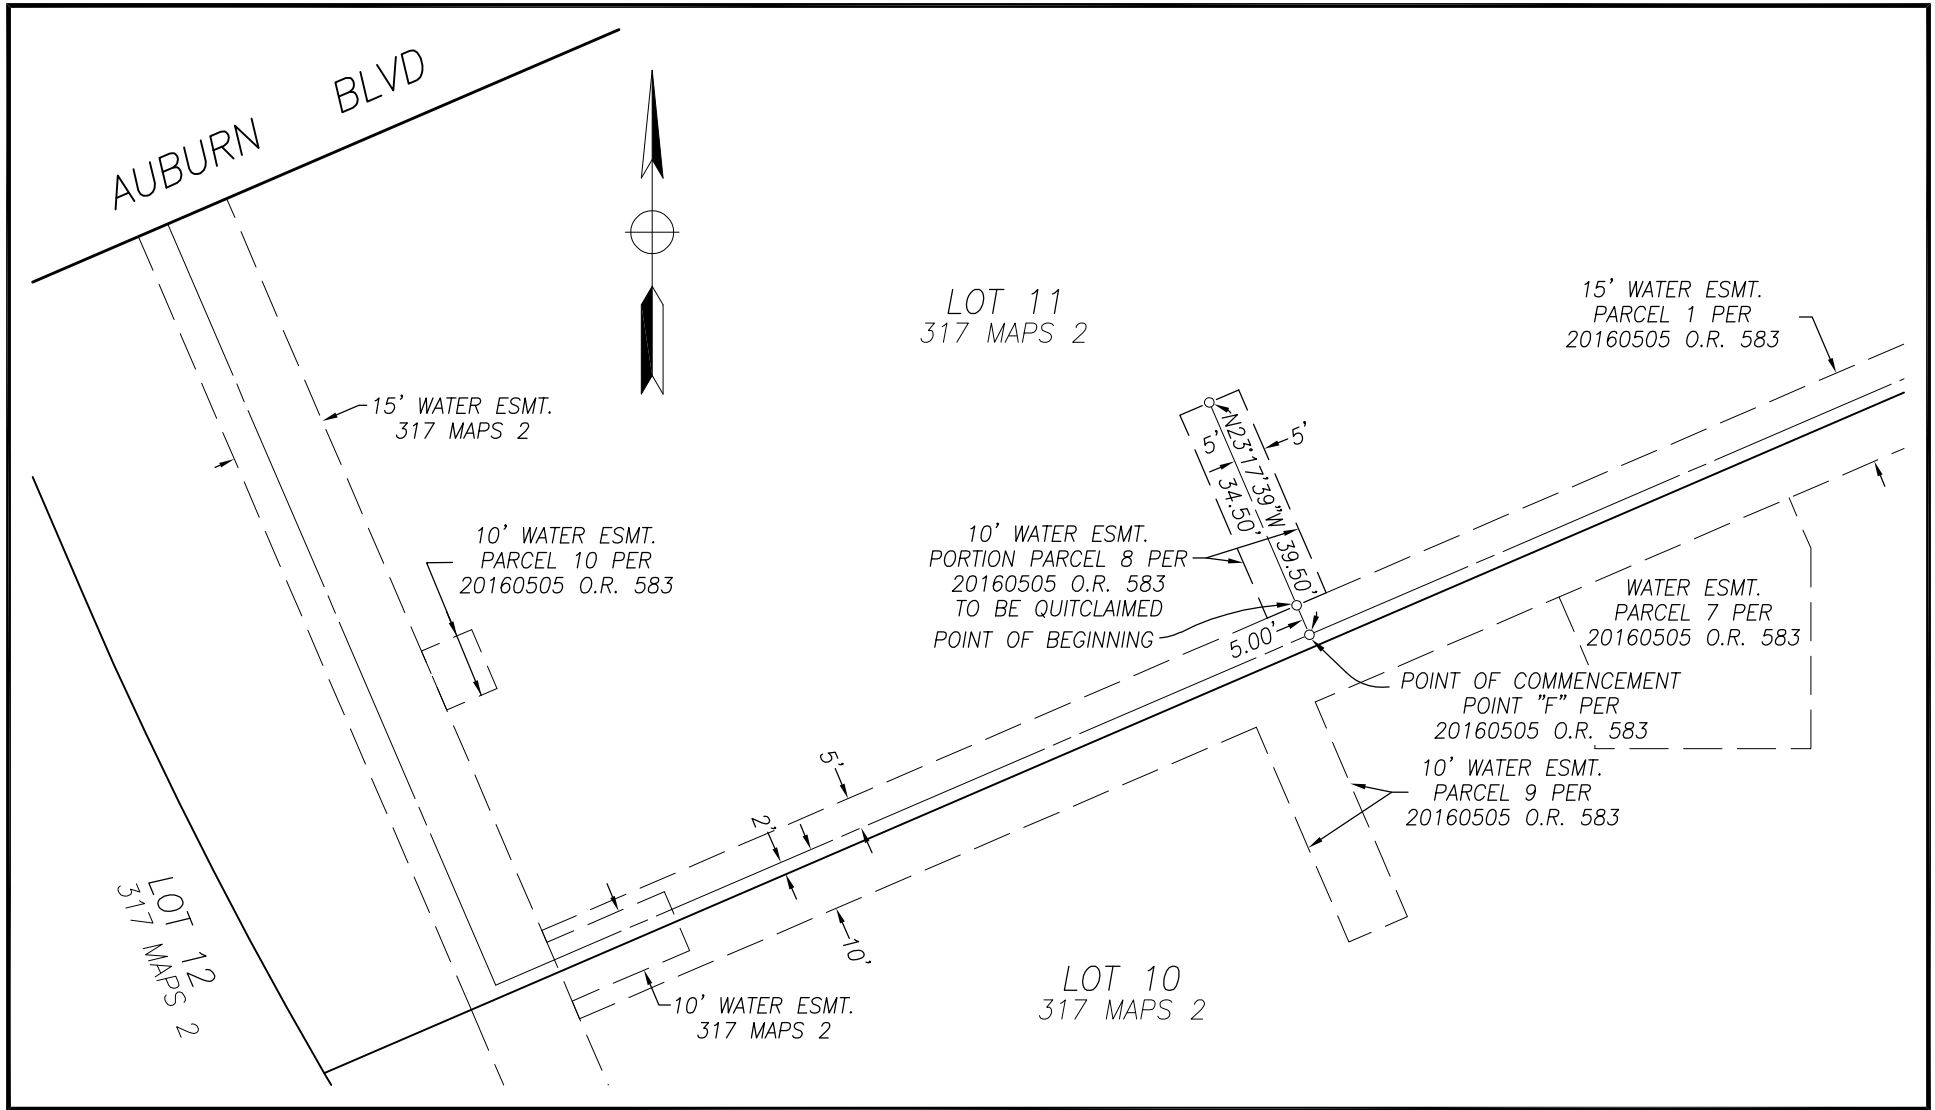 AUBURN BLVD
LOT 11
317 MAPS 2
15' WATER ESMT.
PARCEL 1 PER
20160505 O.R. 583
15' WATER ESMT.
317 MAPS 2
10' WATER ESMT.
PARCEL 10 PER
20160505 O.R. 583
5'
5'
N23°17'39"W 39.50'
34.50'
10' WATER ESMT.
PORTION PARCEL 8 PER
20160505 O.R. 583
TO BE QUITCLAIMED
POINT OF BEGINNING
5.00'
WATER ESMT.
PARCEL 7 PER
20160505 O.R. 583
POINT OF COMMENCEMENT
POINT "F" PER
20160505 O.R. 583
10' WATER ESMT.
PARCEL 9 PER
20160505 O.R. 583
5'
2'
10'
LOT 12
317 MAPS 2
10' WATER ESMT.
317 MAPS 2
LOT 10
317 MAPS 2